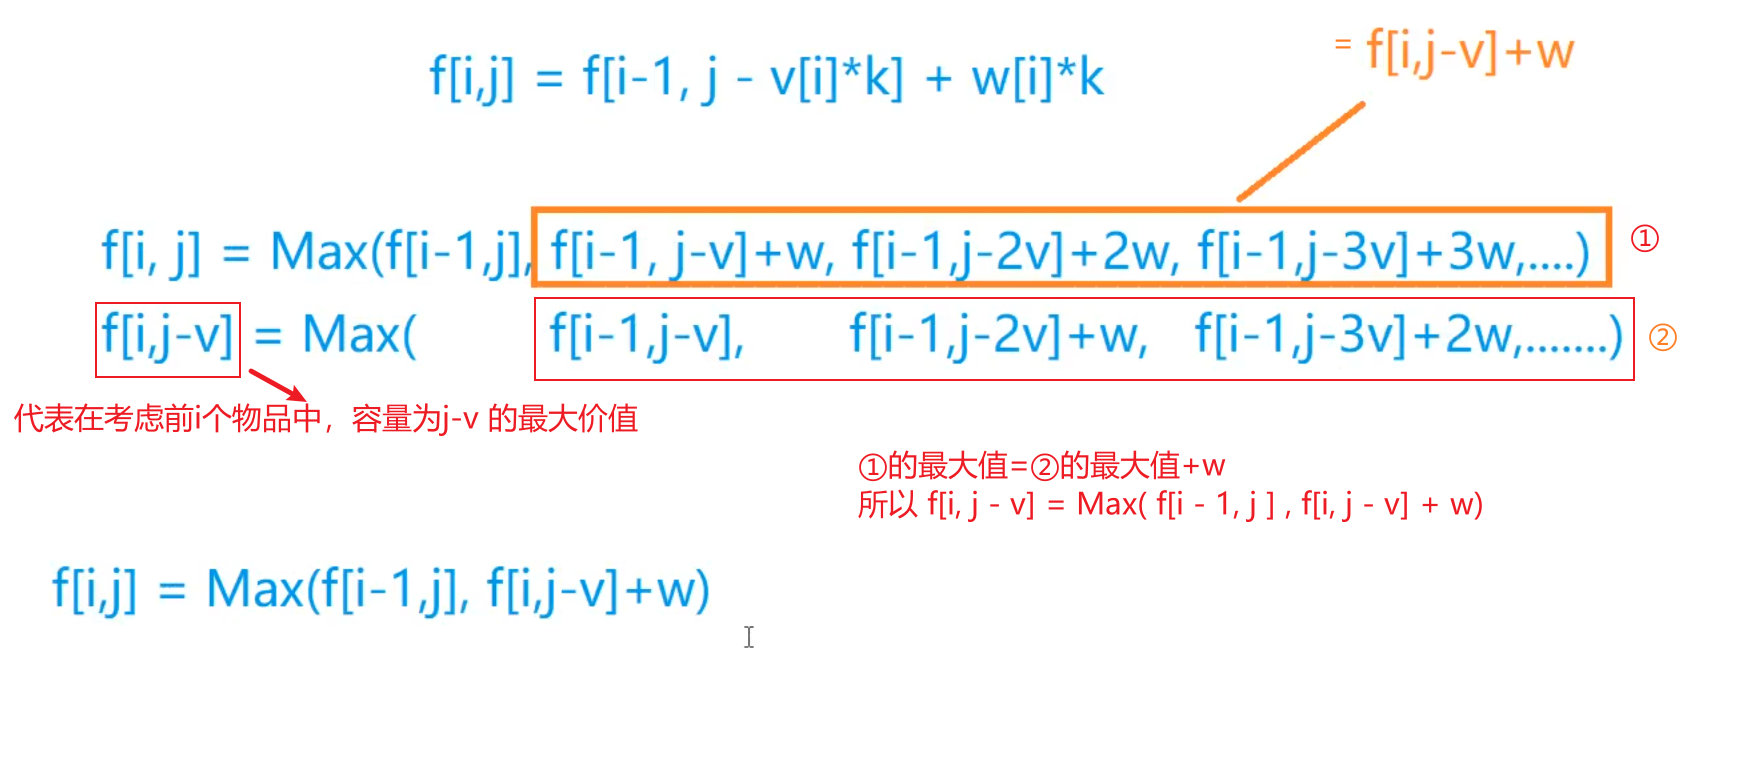 = f[i,j-v]+w
f[i,j] = f[i-1, j - v[i]*k] + w[i]*k
f[i, j] = Max(f[i-1,j], f[i-1, j-v]+w, f[i-1,j-2v]+2w, f[i-1,j-3v]+3w,....) ①
f[i,j-v] = Max( f[i-1,j-v], f[i-1,j-2v]+w, f[i-1,j-3v]+2w,.......) ②
代表在考虑前i个物品中，容量为j-v 的最大价值
①的最大值=②的最大值+w
所以 f[i, j - v] = Max( f[i - 1, j ] , f[i, j - v] + w)
f[i,j] = Max(f[i-1,j], f[i,j-v]+w)